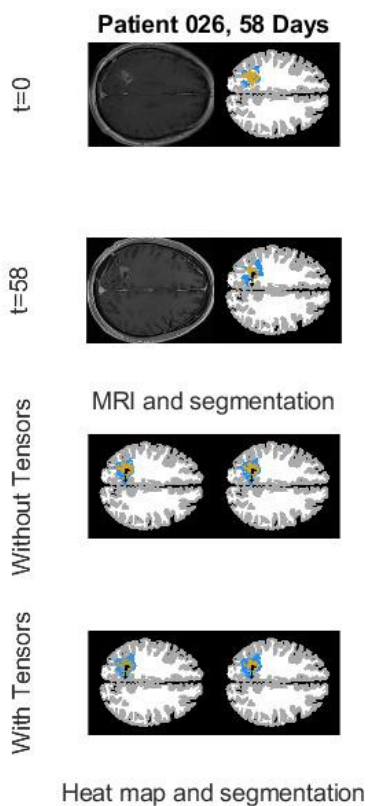 Patient 026, 58 Days
t=0
t=58
MRI and segmentation
Without Tensors
With Tensors
Heat map and segmentation